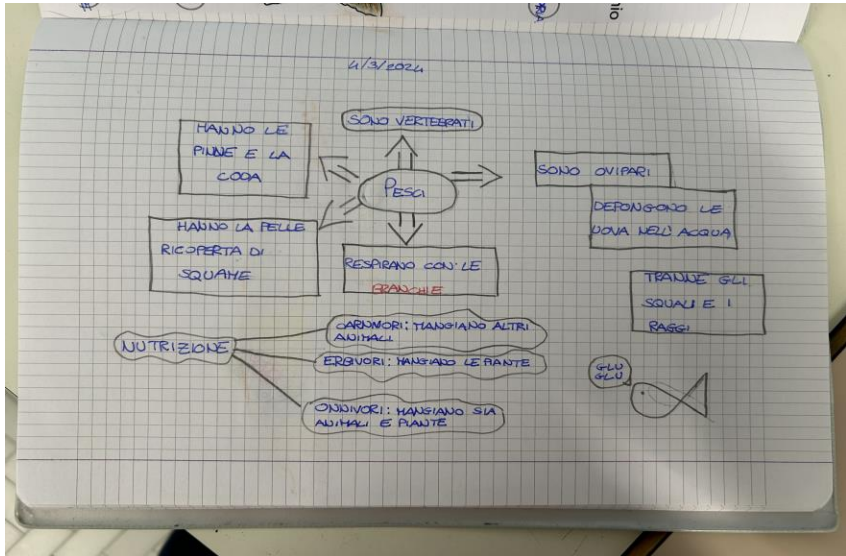 4/3/2024
SONO VERTEBRATI
HANNO LE
PINNE E LA
CODA
PESCI
SONO OVIPARI
DEPONGONO LE
UOVA NELL'ACQUA
HANNO LA PELLE
RICOPERTA DI
SQUAME
RESPIRANO CON LE
BRANCHIE
TRANNE GLI
SQUALI E I
RAGGI
NUTRIZIONE
CARNIVORI: MANGIANO ALTRI
ANIMALI
ERBIVORI: MANGIANO LE PIANTE
ONNIVORI: MANGIANO SIA
ANIMALI E PIANTE
GLU
GLU